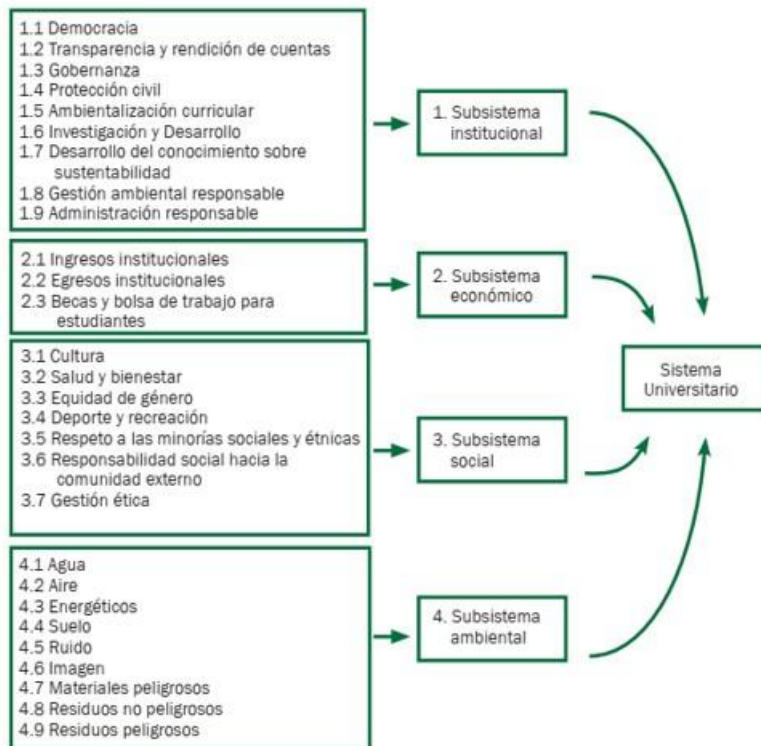 1.1 Democracia
1.2 Transparencia y rendición de cuentas
1.3 Gobernanza
1.4 Protección civil
1.5 Ambientalización curricular
1.6 Investigación y Desarrollo
1.7 Desarrollo del conocimiento sobre
sustentabilidad
1.8 Gestión ambiental responsable
1.9 Administración responsable
1. Subsistema
institucional
2.1 Ingresos institucionales
2.2 Egresos institucionales
2.3 Becas y bolsa de trabajo para
estudiantes
2. Subsistema
económico
3.1 Cultura
3.2 Salud y bienestar
3.3 Equidad de género
3.4 Deporte y recreación
3.5 Respeto a las minorías sociales y étnicas
3.6 Responsabilidad social hacia la
comunidad externo
3.7 Gestión ética
3. Subsistema
social
4.1 Agua
4.2 Aire
4.3 Energéticos
4.4 Suelo
4.5 Ruido
4.6 Imagen
4.7 Materiales peligrosos
4.8 Residuos no peligrosos
4.9 Residuos peligrosos
4. Subsistema
ambiental
Sistema
Universitario